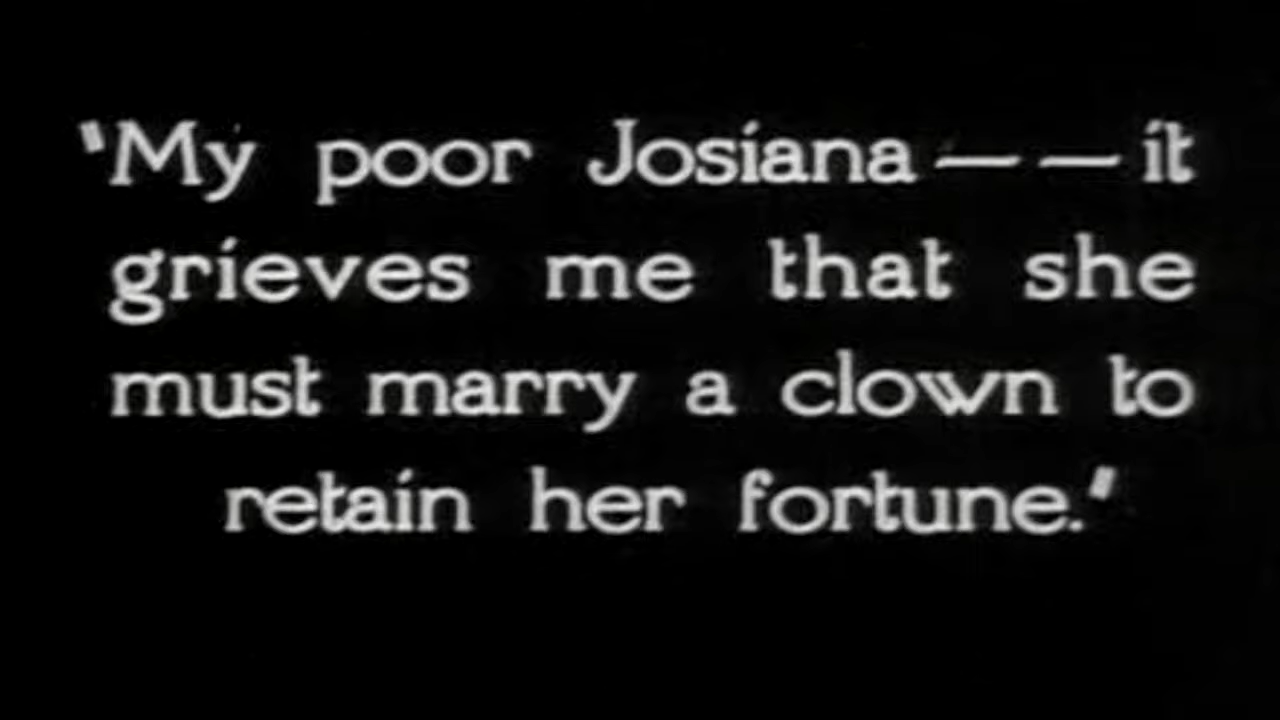 "My poor Josiana — — it
grieves me that she
must marry a clown to
retain her fortune."